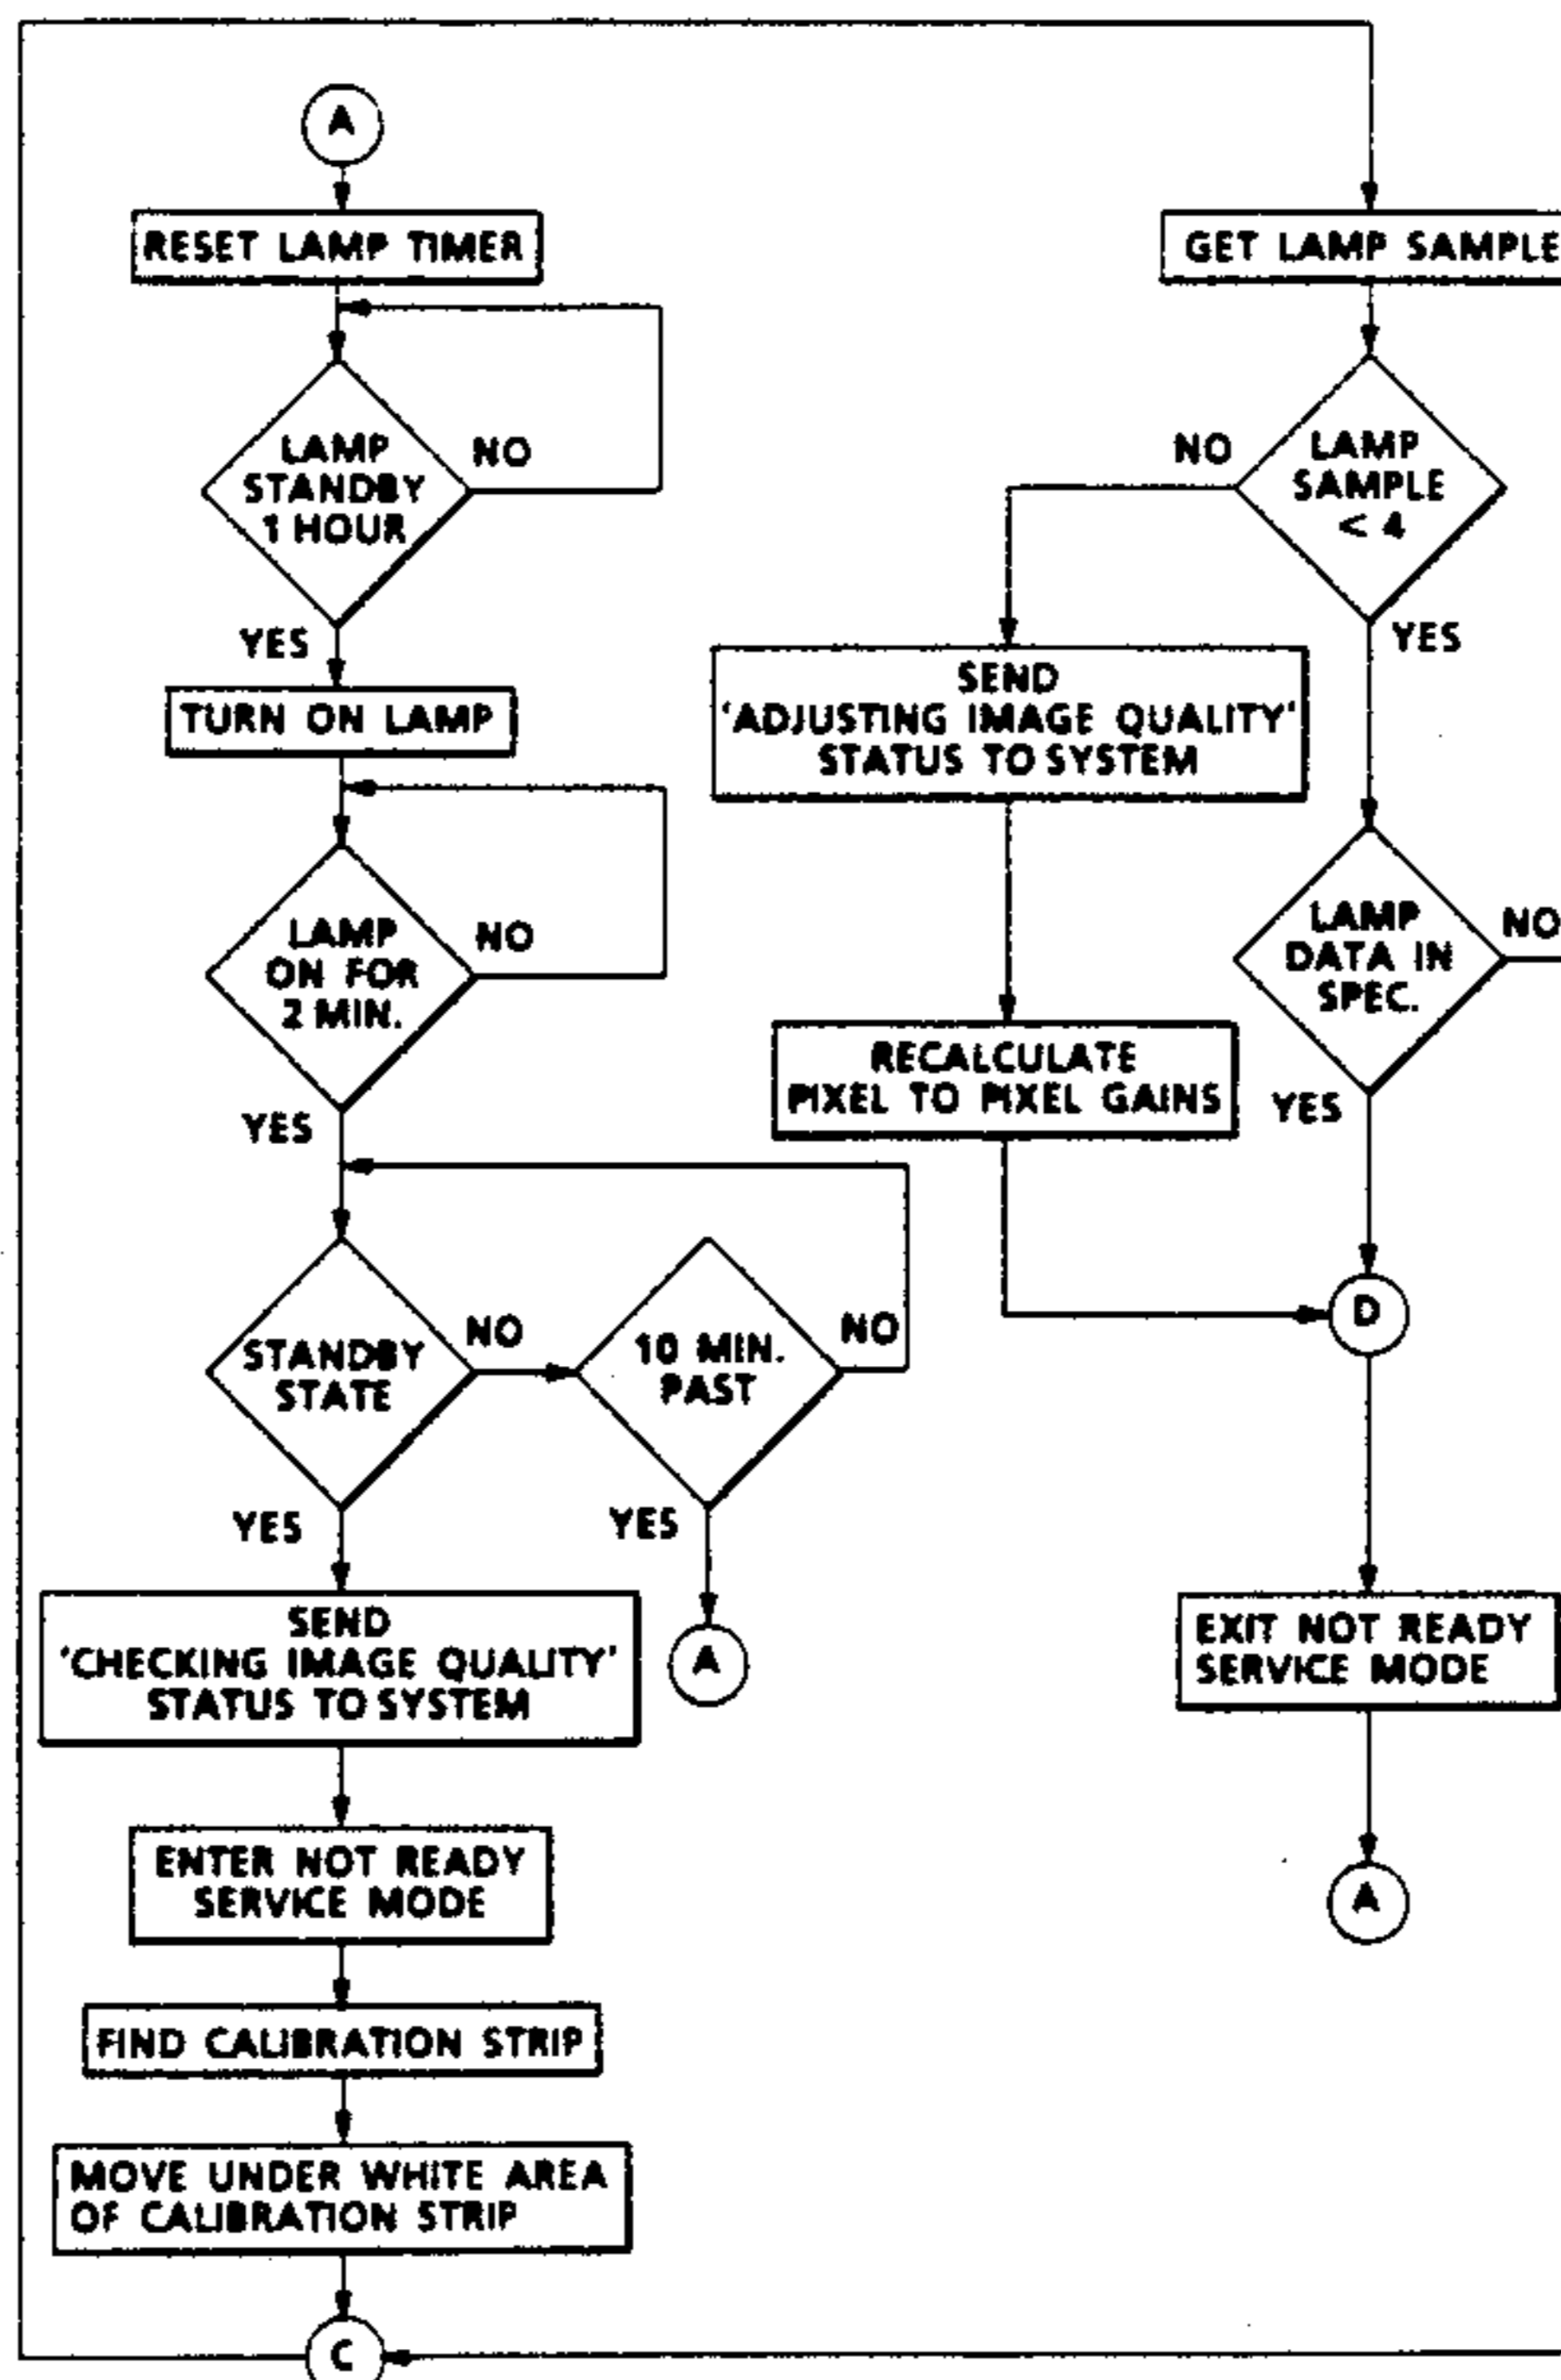 A
RESET LAMP TIMER
LAMP
STANDBY
1 HOUR
NO
YES
TURN ON LAMP
LAMP
ON FOR
2 MIN.
NO
YES
STANDBY
STATE
NO
10 MIN.
PAST
NO
YES
YES
A
SEND
'CHECKING IMAGE QUALITY'
STATUS TO SYSTEM
ENTER NOT READY
SERVICE MODE
FIND CALIBRATION STRIP
MOVE UNDER WHITE AREA
OF CALIBRATION STRIP
C
GET LAMP SAMPLE
LAMP
SAMPLE
< 4
NO
YES
SEND
'ADJUSTING IMAGE QUALITY'
STATUS TO SYSTEM
RECALCULATE
PIXEL TO PIXEL GAINS
LAMP
DATA IN
SPEC.
NO
YES
D
EXIT NOT READY
SERVICE MODE
A